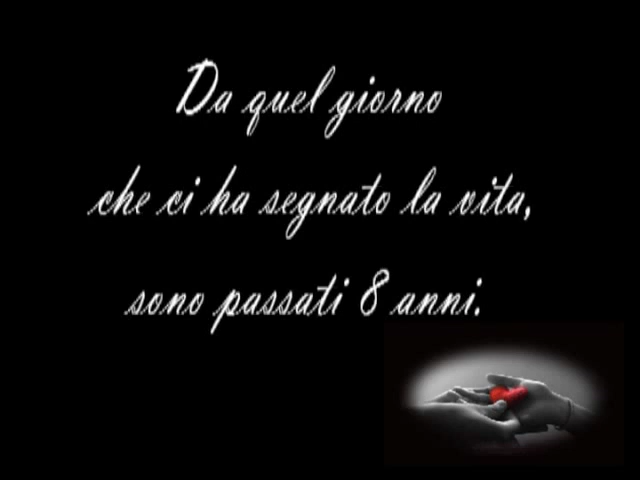 Da quel giorno
che ci ha segnato la vita,
sono passati 8 anni.